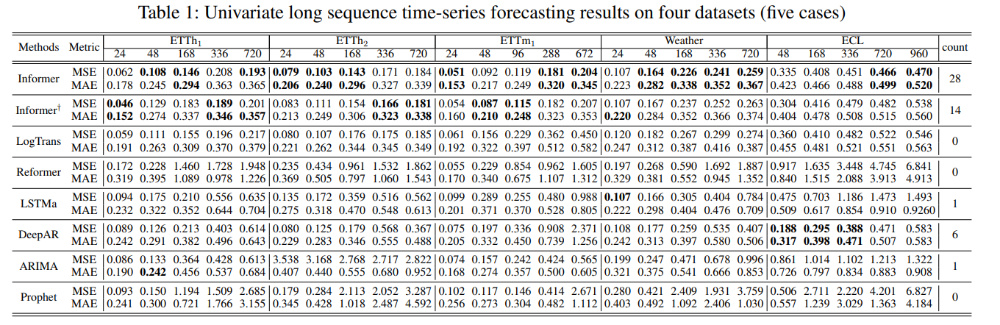 Table 1: Univariate long sequence time-series forecasting results on four datasets (five cases)
Methods Metric ETTh1 ETTh2 ETTm1 Weather ECL count
24 48 168 336 720 24 48 168 336 720 24 48 96 288 672 24 48 168 336 720 48 168 336 720 960
Informer MSE 0.062 0.108 0.146 0.208 0.193 0.079 0.103 0.143 0.171 0.184 0.051 0.092 0.119 0.181 0.204 0.107 0.164 0.226 0.241 0.259 0.335 0.408 0.451 0.466 0.470 28
MAE 0.178 0.245 0.294 0.363 0.365 0.206 0.240 0.296 0.327 0.339 0.153 0.217 0.249 0.320 0.345 0.223 0.282 0.338 0.352 0.367 0.423 0.466 0.488 0.499 0.520
Informer† MSE 0.046 0.129 0.183 0.189 0.201 0.083 0.111 0.154 0.166 0.181 0.054 0.087 0.115 0.182 0.207 0.107 0.167 0.237 0.252 0.263 0.304 0.416 0.479 0.482 0.538 14
MAE 0.152 0.274 0.337 0.346 0.357 0.213 0.249 0.306 0.323 0.338 0.160 0.210 0.248 0.323 0.353 0.220 0.284 0.352 0.366 0.374 0.404 0.478 0.508 0.515 0.560
LogTrans MSE 0.059 0.111 0.155 0.196 0.217 0.080 0.107 0.176 0.175 0.185 0.061 0.156 0.229 0.362 0.450 0.120 0.182 0.267 0.299 0.274 0.360 0.410 0.482 0.522 0.546 0
MAE 0.191 0.263 0.309 0.370 0.379 0.221 0.262 0.344 0.345 0.349 0.192 0.322 0.397 0.512 0.582 0.247 0.312 0.387 0.416 0.387 0.455 0.481 0.521 0.551 0.563
Reformer MSE 0.172 0.228 1.460 1.728 1.948 0.235 0.434 0.961 1.532 1.862 0.055 0.229 0.854 0.962 1.605 0.197 0.268 0.590 1.692 1.887 0.917 1.635 3.448 4.745 6.841 0
MAE 0.319 0.395 1.089 0.978 1.226 0.369 0.505 0.797 1.060 1.543 0.170 0.340 0.675 1.107 1.312 0.329 0.381 0.552 0.945 1.352 0.840 1.515 2.088 3.913 4.913
LSTMa MSE 0.094 0.175 0.210 0.556 0.635 0.135 0.172 0.359 0.516 0.562 0.099 0.289 0.255 0.480 0.988 0.107 0.166 0.305 0.404 0.784 0.475 0.703 1.186 1.473 1.493 1
MAE 0.232 0.322 0.352 0.644 0.704 0.275 0.318 0.470 0.548 0.613 0.201 0.371 0.370 0.528 0.805 0.222 0.298 0.404 0.476 0.709 0.509 0.617 0.854 0.910 0.9260
DeepAR MSE 0.089 0.126 0.213 0.403 0.614 0.080 0.125 0.179 0.568 0.367 0.075 0.197 0.336 0.908 2.371 0.108 0.177 0.259 0.535 0.407 0.188 0.295 0.388 0.471 0.583 6
MAE 0.242 0.291 0.382 0.496 0.643 0.229 0.283 0.346 0.555 0.488 0.205 0.332 0.450 0.739 1.256 0.242 0.313 0.397 0.580 0.506 0.317 0.398 0.471 0.507 0.583
ARIMA MSE 0.086 0.133 0.364 0.428 0.613 3.538 3.168 2.768 2.717 2.822 0.074 0.157 0.242 0.424 0.565 0.199 0.247 0.471 0.678 0.996 0.861 1.014 1.102 1.213 1.322 1
MAE 0.190 0.242 0.456 0.537 0.684 0.407 0.440 0.555 0.680 0.952 0.168 0.274 0.357 0.500 0.605 0.321 0.375 0.541 0.666 0.853 0.726 0.797 0.834 0.883 0.908
Prophet MSE 0.093 0.150 1.194 1.509 2.685 0.179 0.284 2.113 2.052 3.287 0.102 0.117 0.146 0.414 2.671 0.280 0.421 2.409 1.931 3.759 0.506 2.711 2.220 4.201 6.827 0
MAE 0.241 0.300 0.721 1.766 3.155 0.345 0.428 1.018 2.487 4.592 0.256 0.273 0.304 0.482 1.112 0.403 0.492 1.092 2.406 1.030 0.557 1.239 3.029 1.363 4.184